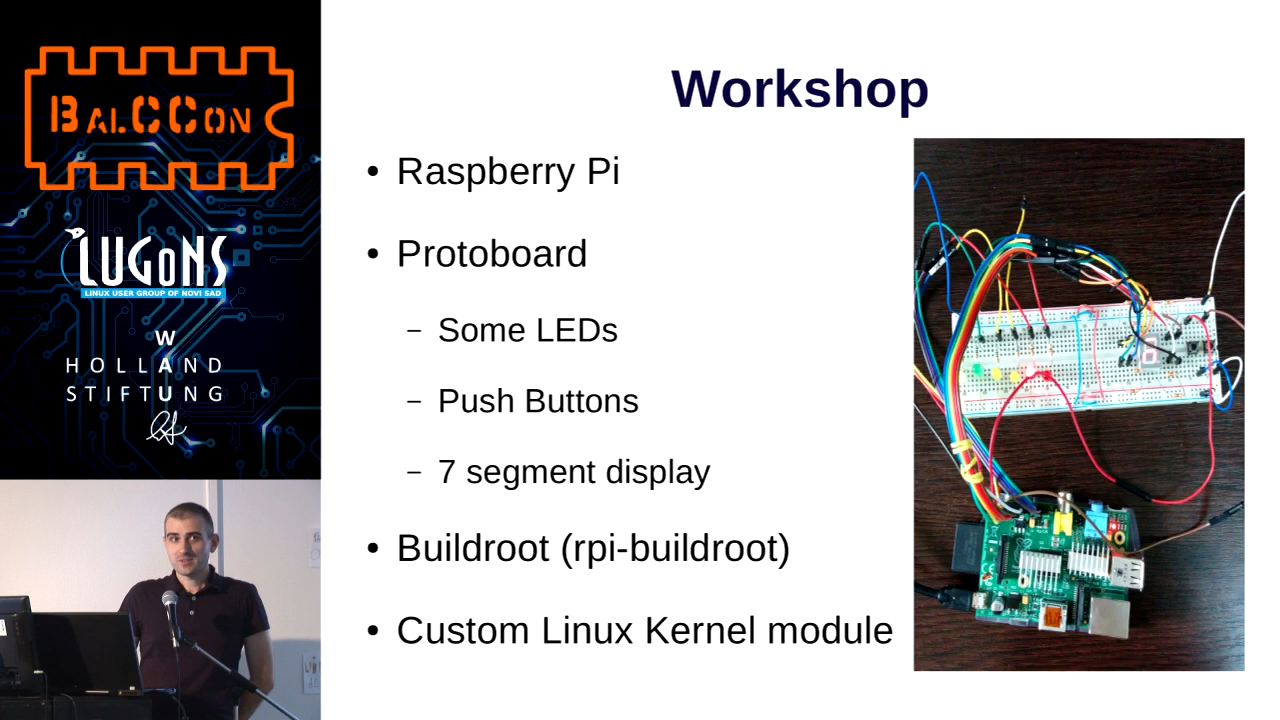 BALCCON
LUGoNS
LINUX USER GROUP OF NOVI SAD
W
HOLLAND
STIFTUNG
Workshop
• Raspberry Pi
• Protoboard
– Some LEDs
– Push Buttons
– 7 segment display
• Buildroot (rpi-buildroot)
• Custom Linux Kernel module